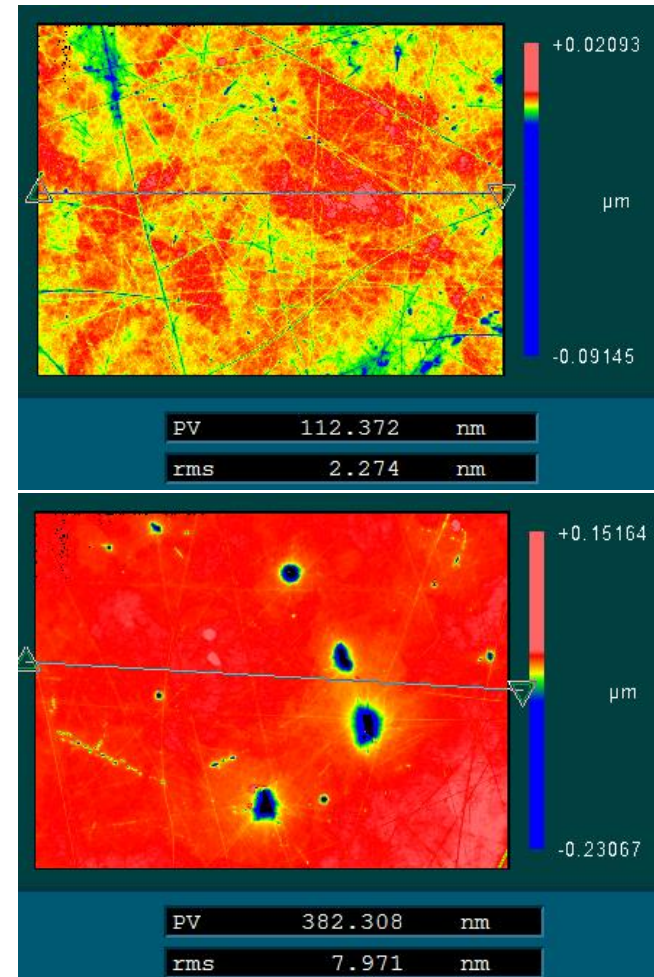 +0.02093
µm
-0.09145
PV 112.372 nm
rms 2.274 nm
+0.15164
µm
-0.23067
PV 382.308 nm
rms 7.971 nm